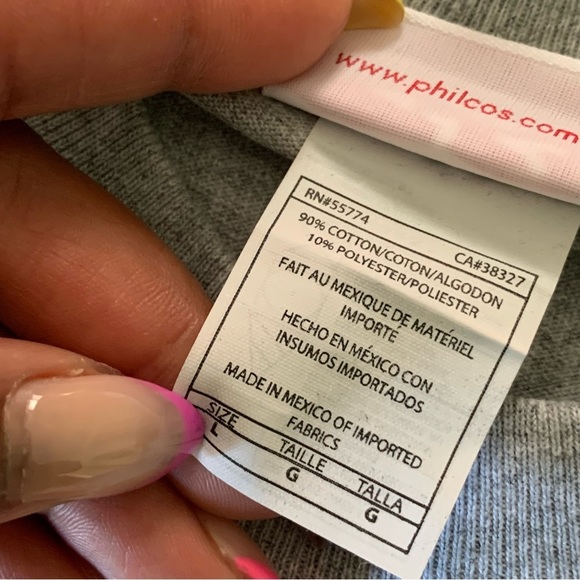 www.philcos.com
RN#55774 CA#38327
90% COTTON/COTON/ALGODON
10% POLYESTER/POLIESTER
FAIT AU MEXIQUE DE MATÉRIEL
IMPORTÉ
HECHO EN MÉXICO CON
INSUMOS IMPORTADOS
MADE IN MEXICO OF IMPORTED
FABRICS
SIZE TAILLE TALLA
L G G